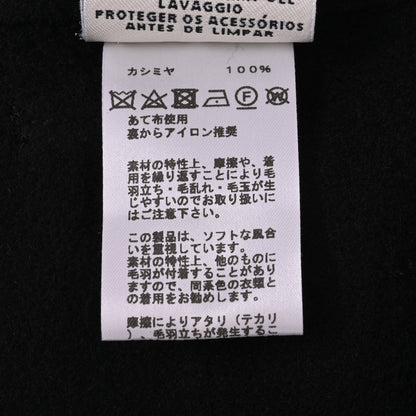 LAVAGGIO
PROTEGER OS ACESSÓRIOS
ANTES DE LIMPAR
カシミヤ 100%
あて布使用
裏からアイロン推奨
素材の特性上、摩擦や、着
用を繰り返すことにより毛
羽立ち・毛乱れ・毛玉が生
じやすいのでお取り扱いに
はご注意下さい。
この製品は、ソフトな風合
いを重視しています。
素材の特性上、他のものに
毛羽が付着することがあり
ますので、同系色の衣類と
の着用をお勧めします。
摩擦によりアタリ(テカリ
)、毛羽立ちが発生するこ